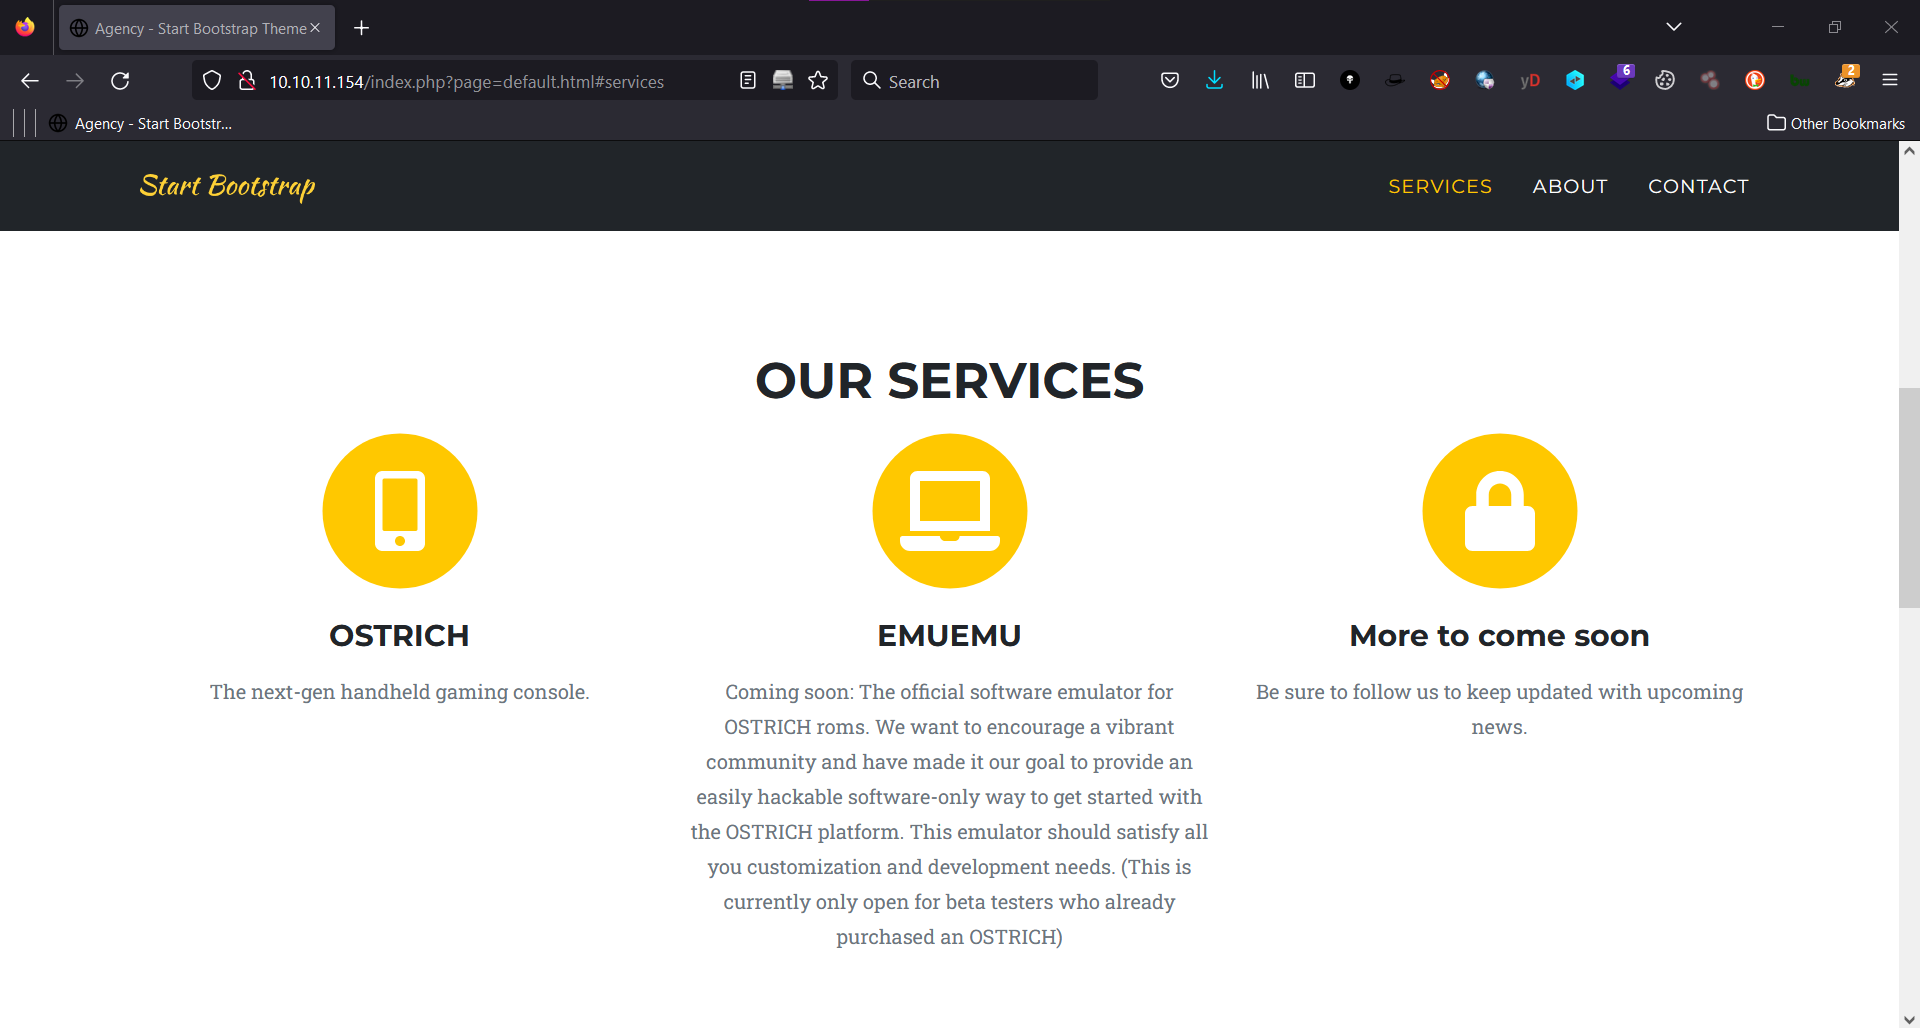 Agency - Start Bootstrap Theme
10.10.11.154/index.php?page=default.html#services
Search
yD
6
2
Agency - Start Bootstr...
Other Bookmarks
Start Bootstrap
SERVICES
ABOUT
CONTACT
OUR SERVICES
OSTRICH
The next-gen handheld gaming console.
EMUEMU
Coming soon: The official software emulator for
OSTRICH roms. We want to encourage a vibrant
community and have made it our goal to provide an
easily hackable software-only way to get started with
the OSTRICH platform. This emulator should satisfy all
you customization and development needs. (This is
currently only open for beta testers who already
purchased an OSTRICH)
More to come soon
Be sure to follow us to keep updated with upcoming
news.